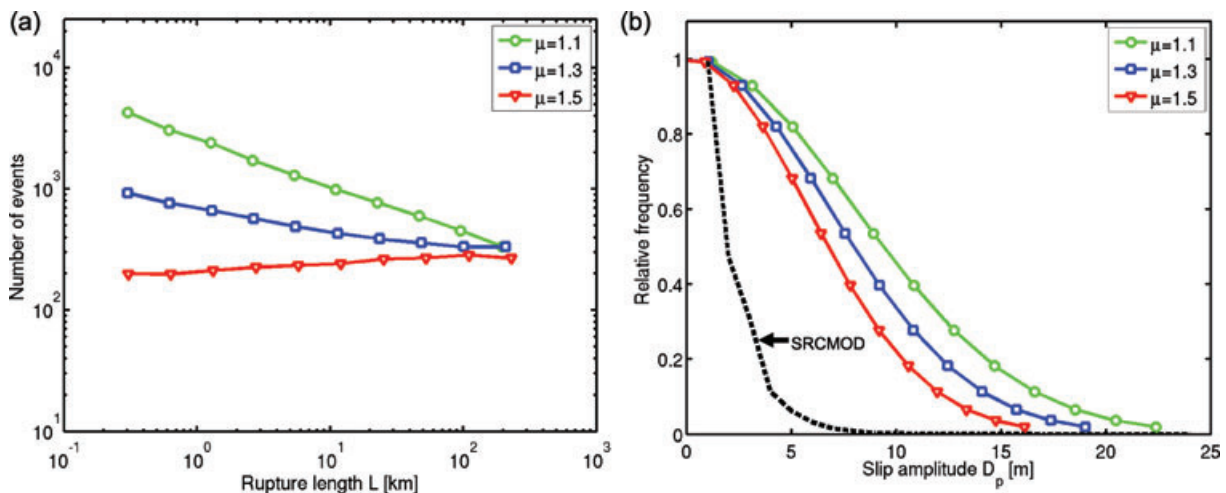 (a)
μ=1.1
μ=1.3
μ=1.5
Number of events
10^4
10^3
10^2
10^1
10^-1
10^0
10^1
10^2
10^3
Rupture length L [km]
(b)
μ=1.1
μ=1.3
μ=1.5
Relative frequency
1
0.8
0.6
0.4
0.2
0
SRCMOD
0
5
10
15
20
25
Slip amplitude D_p [m]